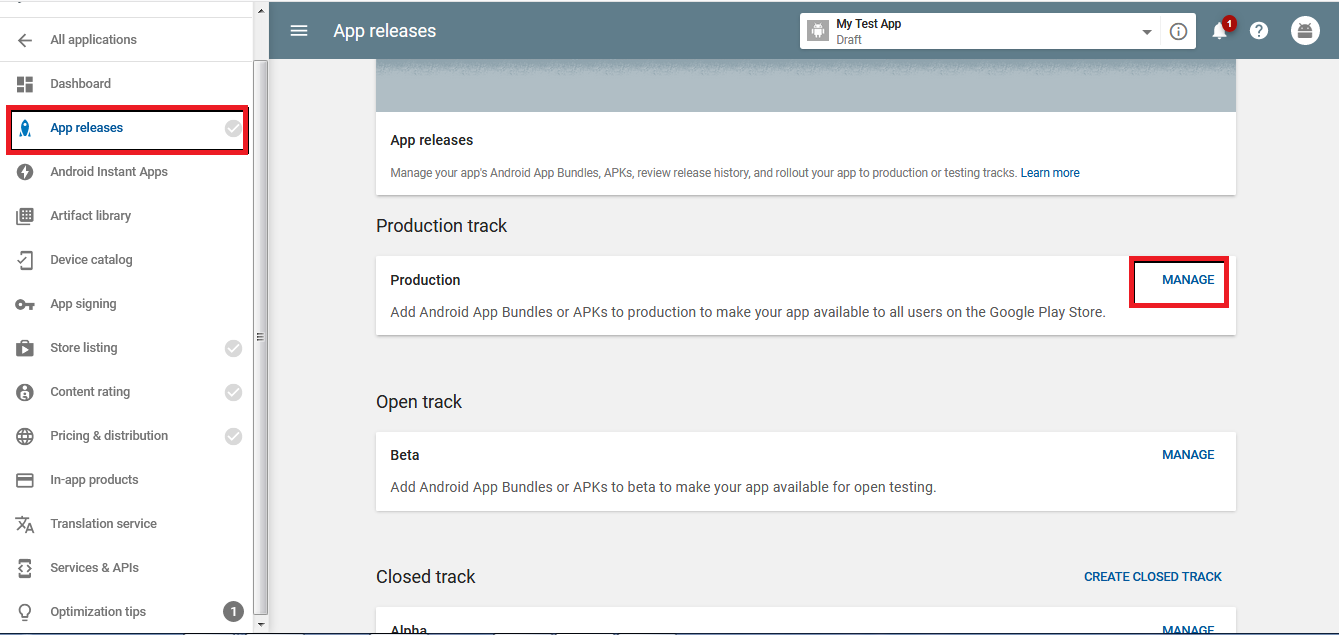 All applications
Dashboard
App releases
Android Instant Apps
Artifact library
Device catalog
App signing
Store listing
Content rating
Pricing & distribution
In-app products
Translation service
Services & APIs
Optimization tips 1
App releases
My Test App
Draft
1
App releases
Manage your app's Android App Bundles, APKs, review release history, and rollout your app to production or testing tracks. Learn more
Production track
Production MANAGE
Add Android App Bundles or APKs to production to make your app available to all users on the Google Play Store.
Open track
Beta MANAGE
Add Android App Bundles or APKs to beta to make your app available for open testing.
Closed track CREATE CLOSED TRACK
Alpha MANAGE